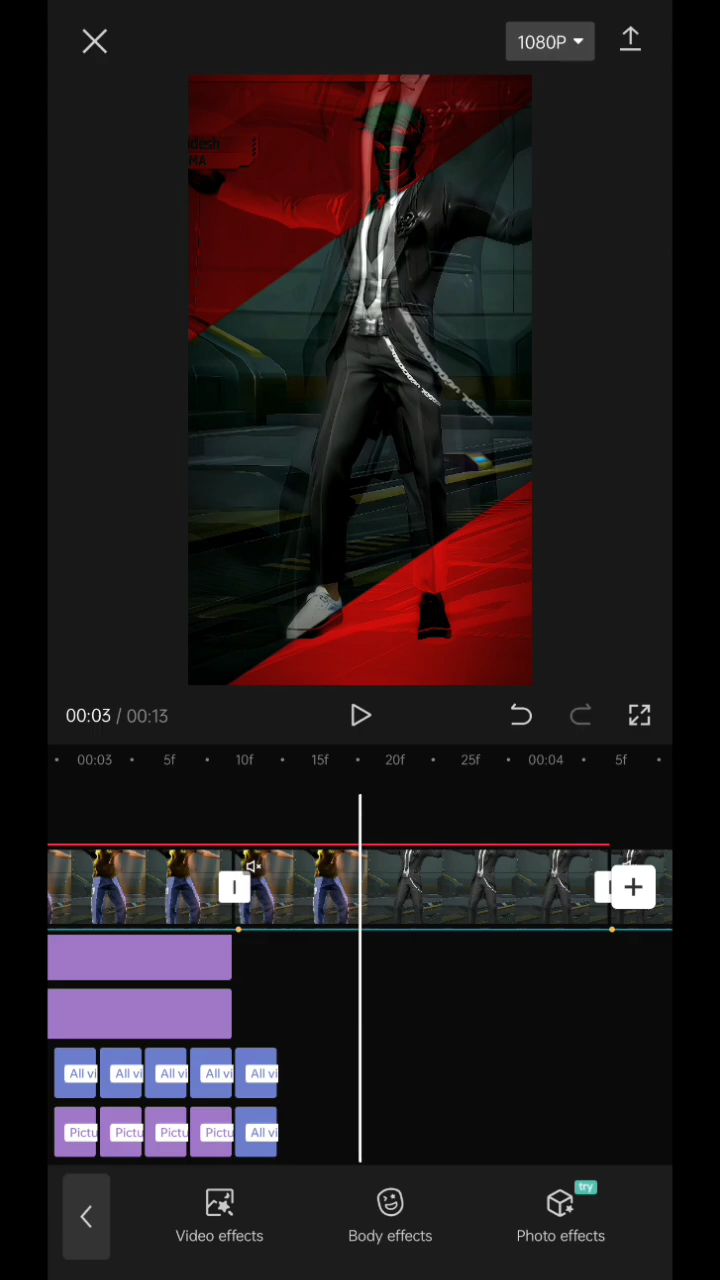 1080P
desh
MA
00:03 / 00:13
00:03 5f 10f 15f 20f 25f 00:04 5f
All vi All vi All vi All vi All vi
Pictu Pictu Pictu Pictu All vi
try
Video effects Body effects Photo effects